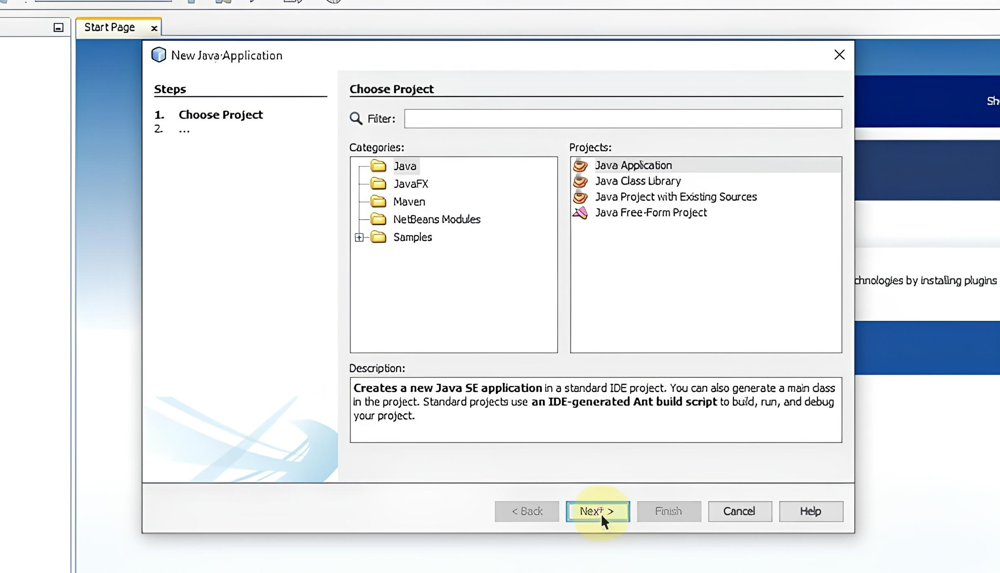 Start Page x
New Java Application
Steps
1. Choose Project
2. ...
Choose Project
Filter:
Categories:
Java
JavaFX
Maven
NetBeans Modules
Samples
Projects:
Java Application
Java Class Library
Java Project with Existing Sources
Java Free-Form Project
Description:
Creates a new Java SE application in a standard IDE project. You can also generate a main class
in the project. Standard projects use an IDE-generated Ant build script to build, run, and debug
your project.
< Back
Next >
Finish
Cancel
Help
Sh
chnologies by installing plugins